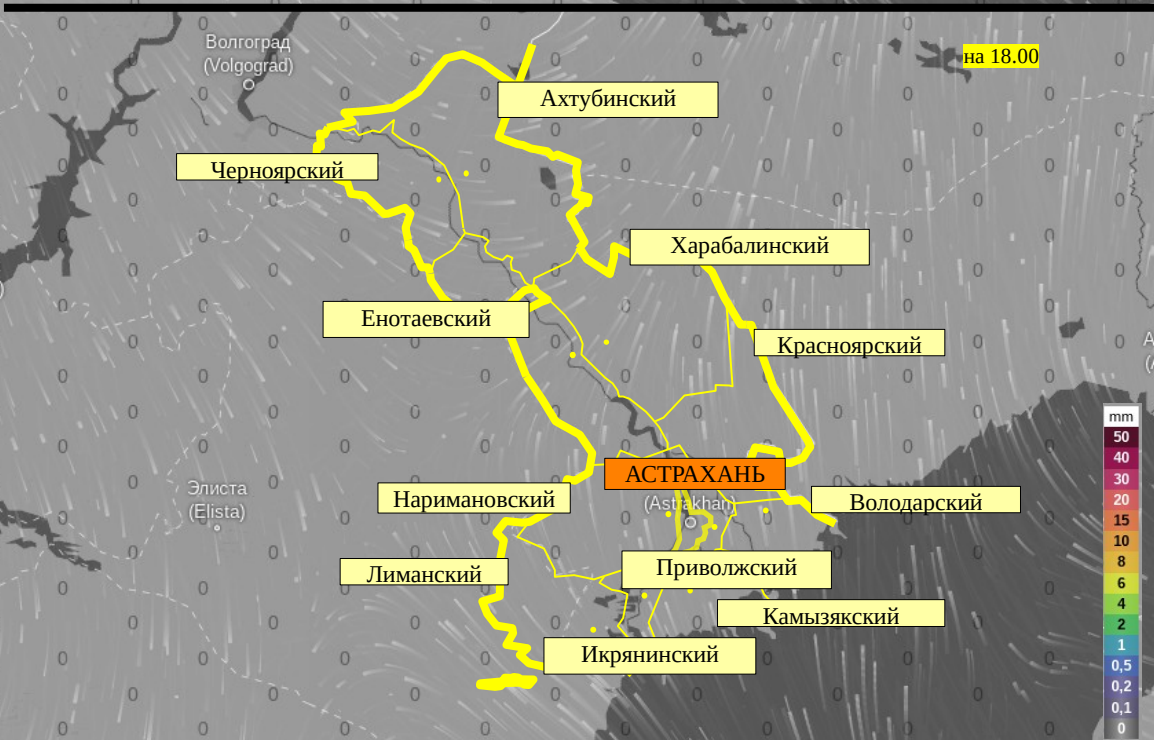 Волгоград
(Volgograd)
на 18.00
Ахтубинский
Черноярский
Харабалинский
Енотаевский
Красноярский
АСТРАХАНЬ
(Astrakhan)
Элиста
(Elista)
Наримановский
Володарский
Лиманский
Приволжский
Камызякский
Икрянинский
mm
50
40
30
20
15
10
8
6
4
2
1
0,5
0,2
0,1
0